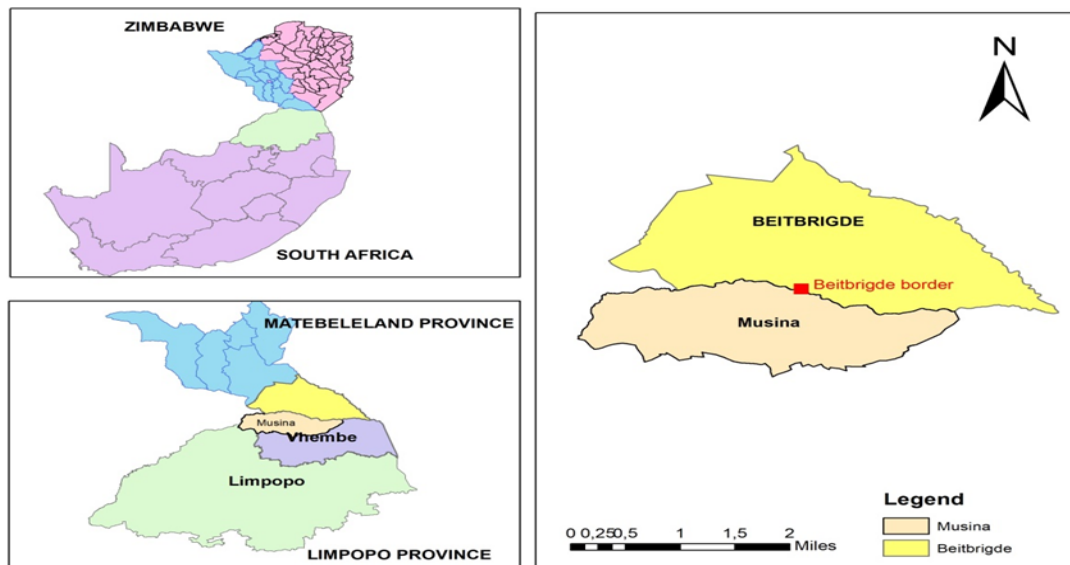 ZIMBABWE
SOUTH AFRICA
MATEBELELAND PROVINCE
Musina
Vhembe
Limpopo
LIMPOPO PROVINCE
N
BEITBRIGDE
Beitbrigde border
Musina
Legend
Musina
Beitbrigde
0 0,25 0,5 1 1,5 2
Miles